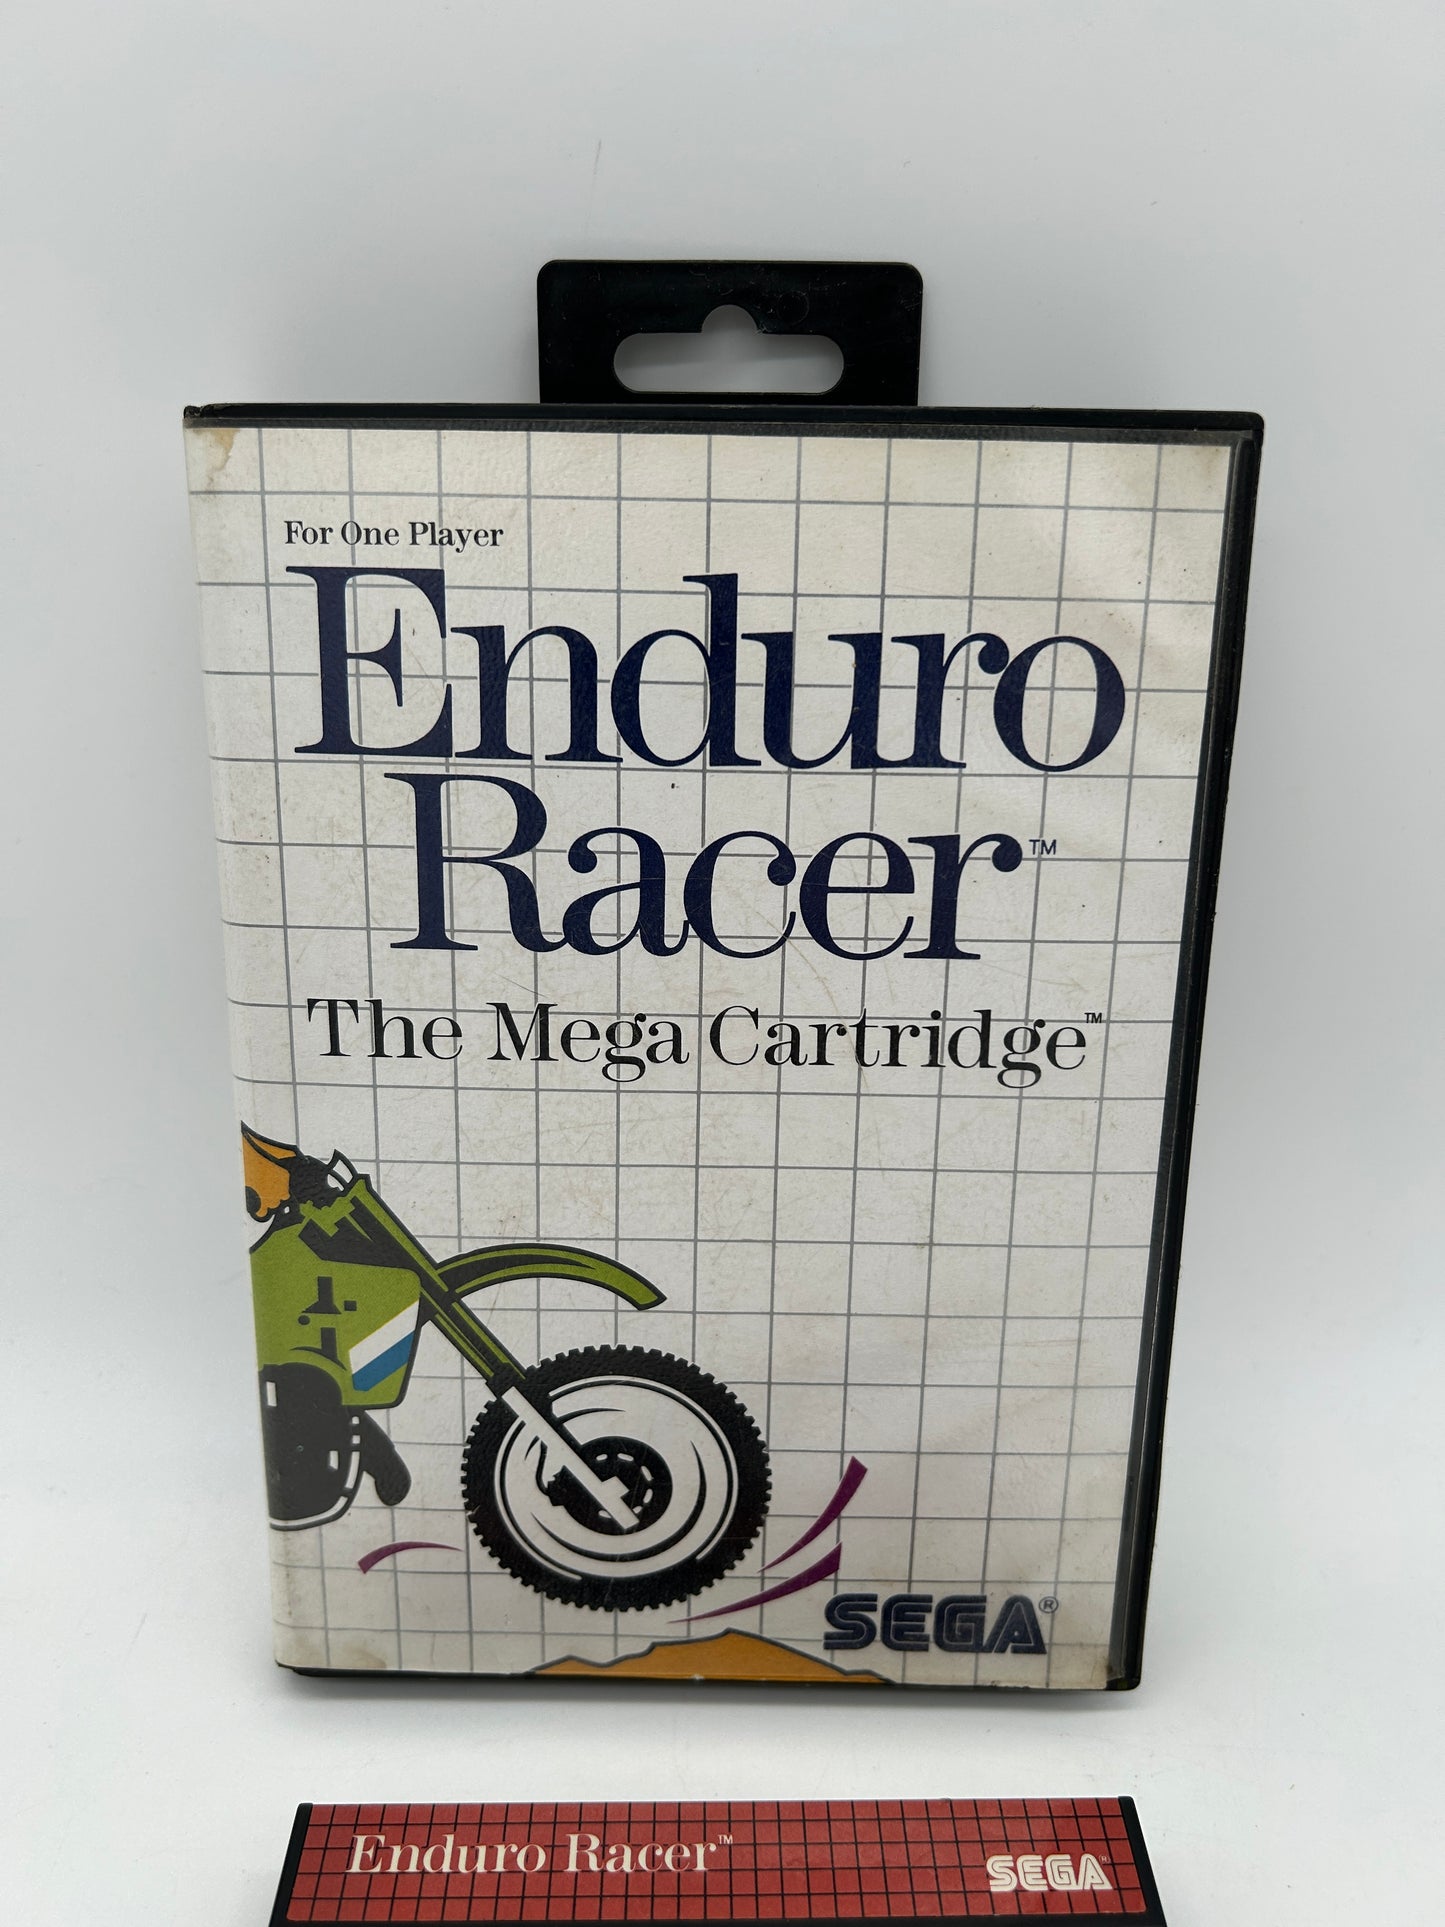 For One Player
Enduro
Racer™
The Mega Cartridge™
SEGA®
Enduro Racer™
SEGA®